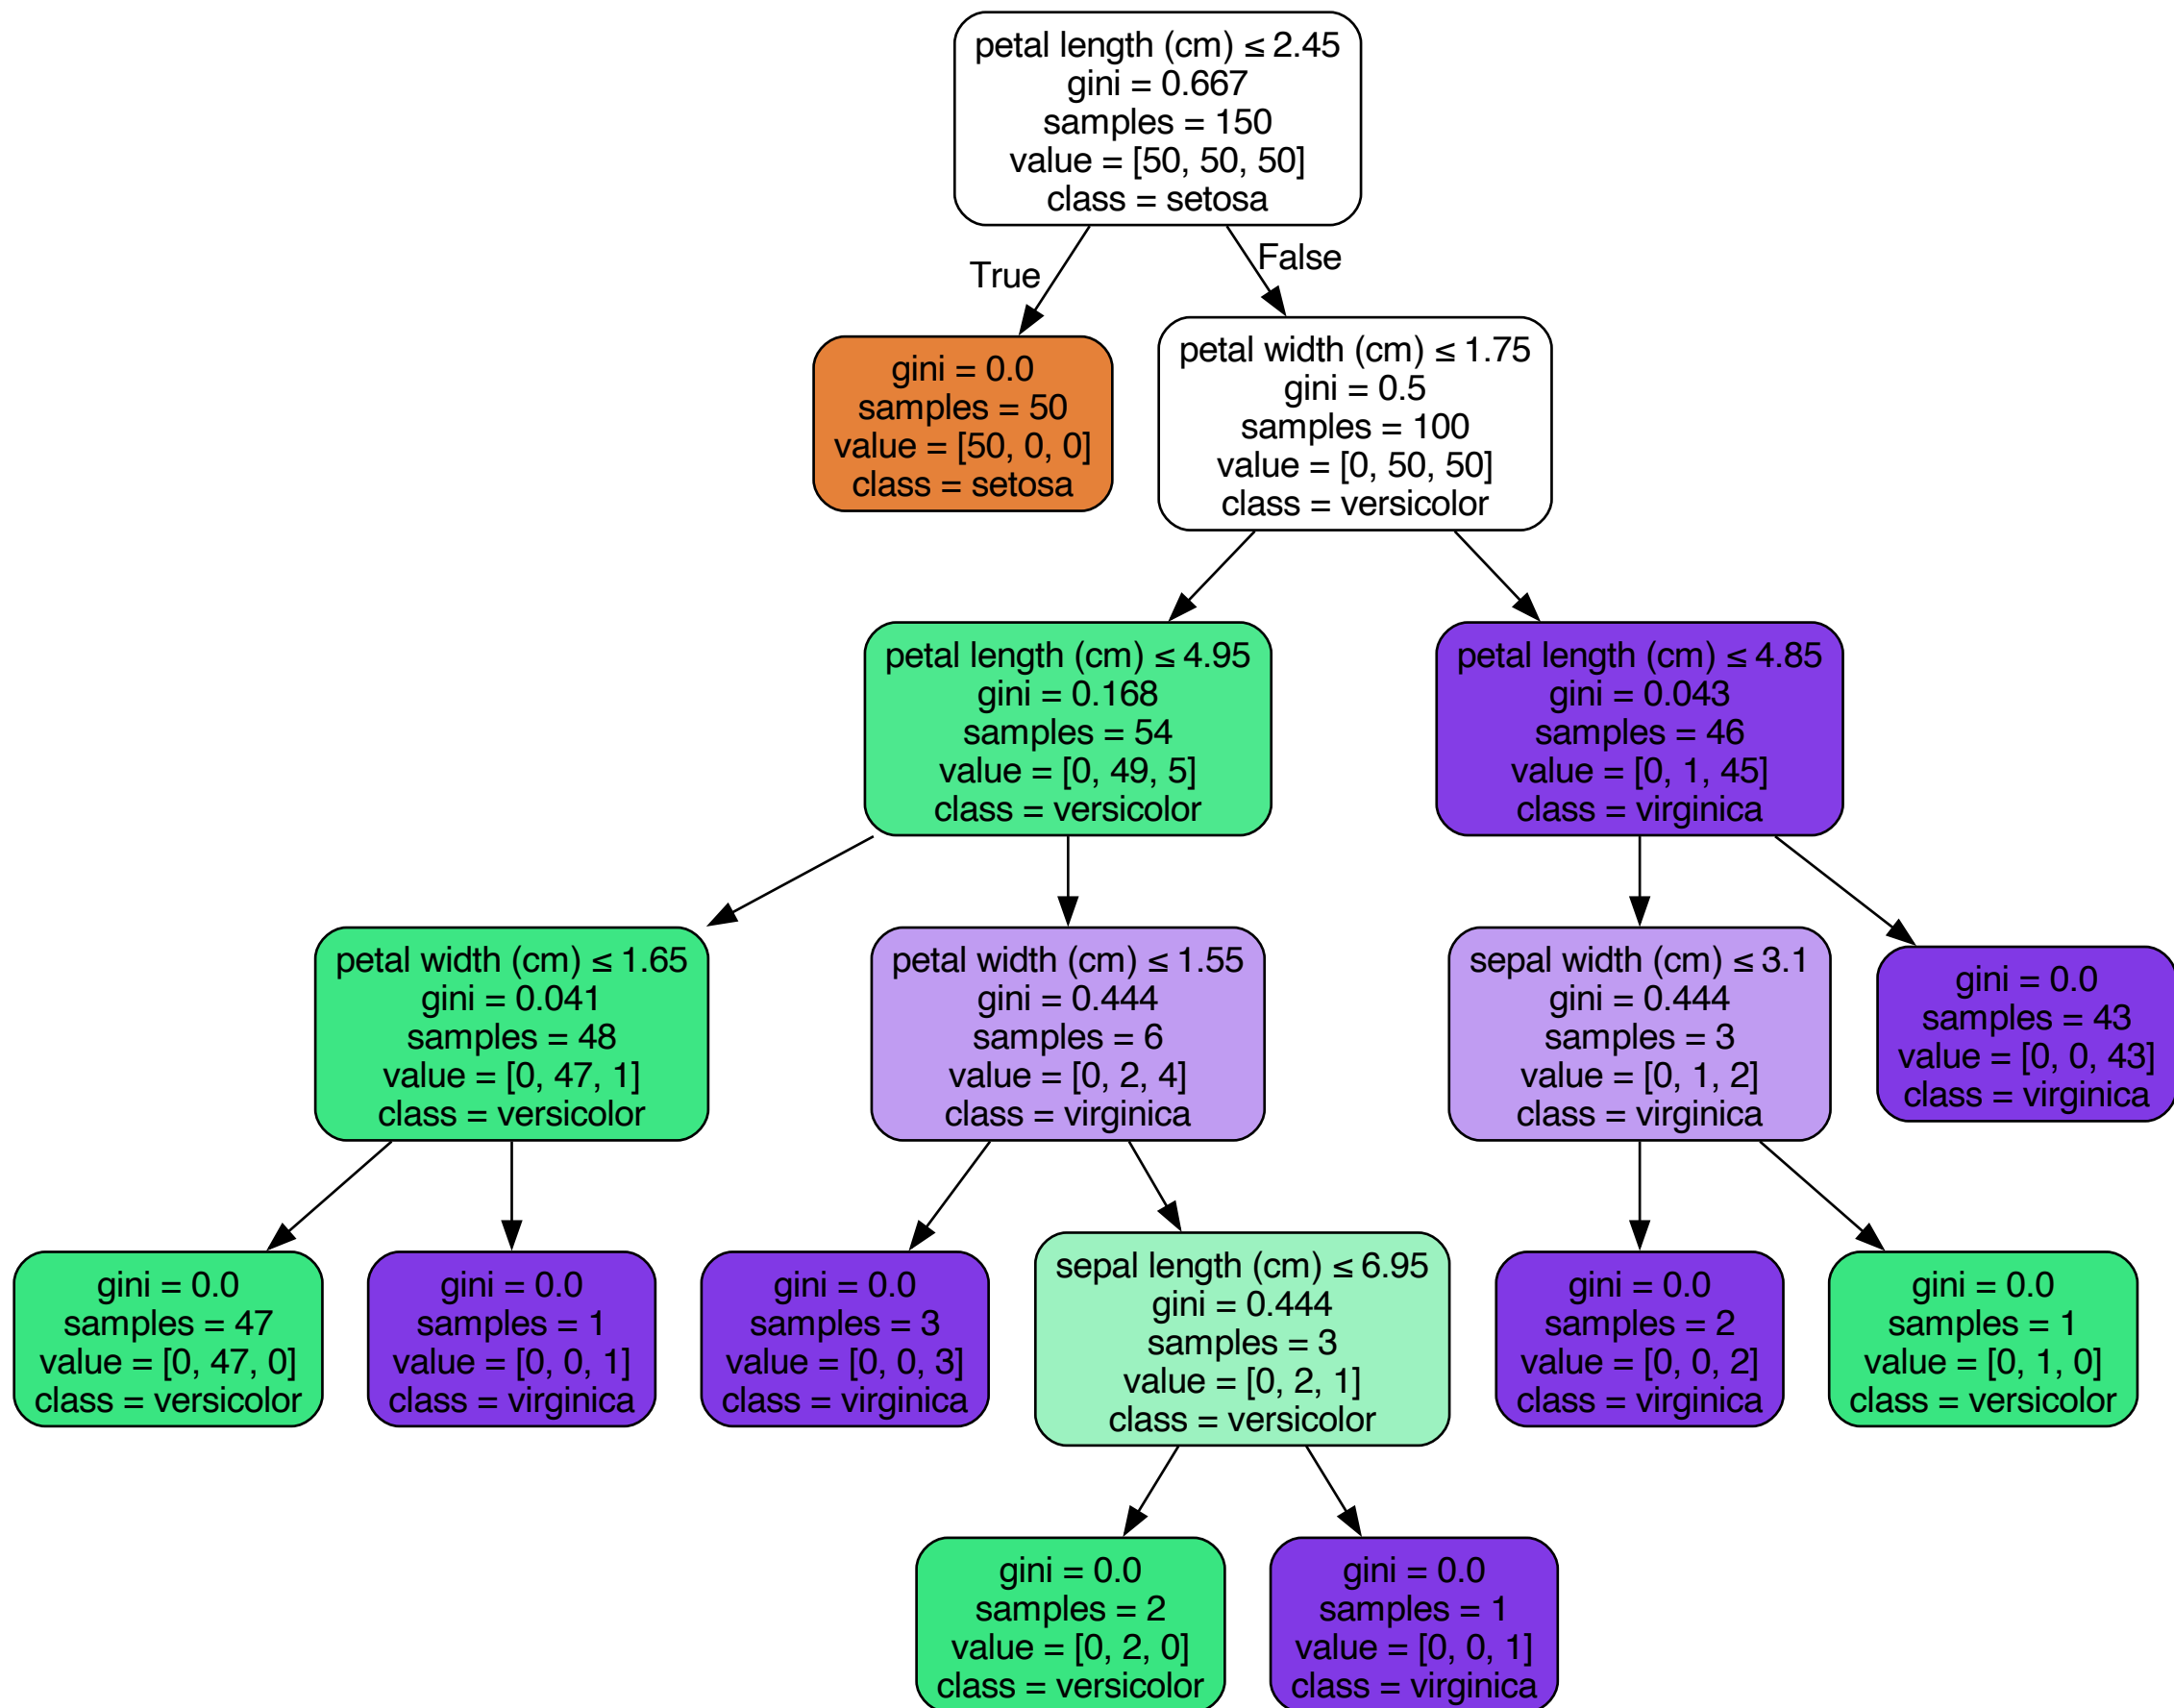 petal length (cm) ≤ 2.45
gini = 0.667
samples = 150
value = [50, 50, 50]
class = setosa
True
False
gini = 0.0
samples = 50
value = [50, 0, 0]
class = setosa
petal width (cm) ≤ 1.75
gini = 0.5
samples = 100
value = [0, 50, 50]
class = versicolor
petal length (cm) ≤ 4.95
gini = 0.168
samples = 54
value = [0, 49, 5]
class = versicolor
petal length (cm) ≤ 4.85
gini = 0.043
samples = 46
value = [0, 1, 45]
class = virginica
petal width (cm) ≤ 1.65
gini = 0.041
samples = 48
value = [0, 47, 1]
class = versicolor
petal width (cm) ≤ 1.55
gini = 0.444
samples = 6
value = [0, 2, 4]
class = virginica
sepal width (cm) ≤ 3.1
gini = 0.444
samples = 3
value = [0, 1, 2]
class = virginica
gini = 0.0
samples = 43
value = [0, 0, 43]
class = virginica
gini = 0.0
samples = 47
value = [0, 47, 0]
class = versicolor
gini = 0.0
samples = 1
value = [0, 0, 1]
class = virginica
gini = 0.0
samples = 3
value = [0, 0, 3]
class = virginica
sepal length (cm) ≤ 6.95
gini = 0.444
samples = 3
value = [0, 2, 1]
class = versicolor
gini = 0.0
samples = 2
value = [0, 0, 2]
class = virginica
gini = 0.0
samples = 1
value = [0, 1, 0]
class = versicolor
gini = 0.0
samples = 2
value = [0, 2, 0]
class = versicolor
gini = 0.0
samples = 1
value = [0, 0, 1]
class = virginica